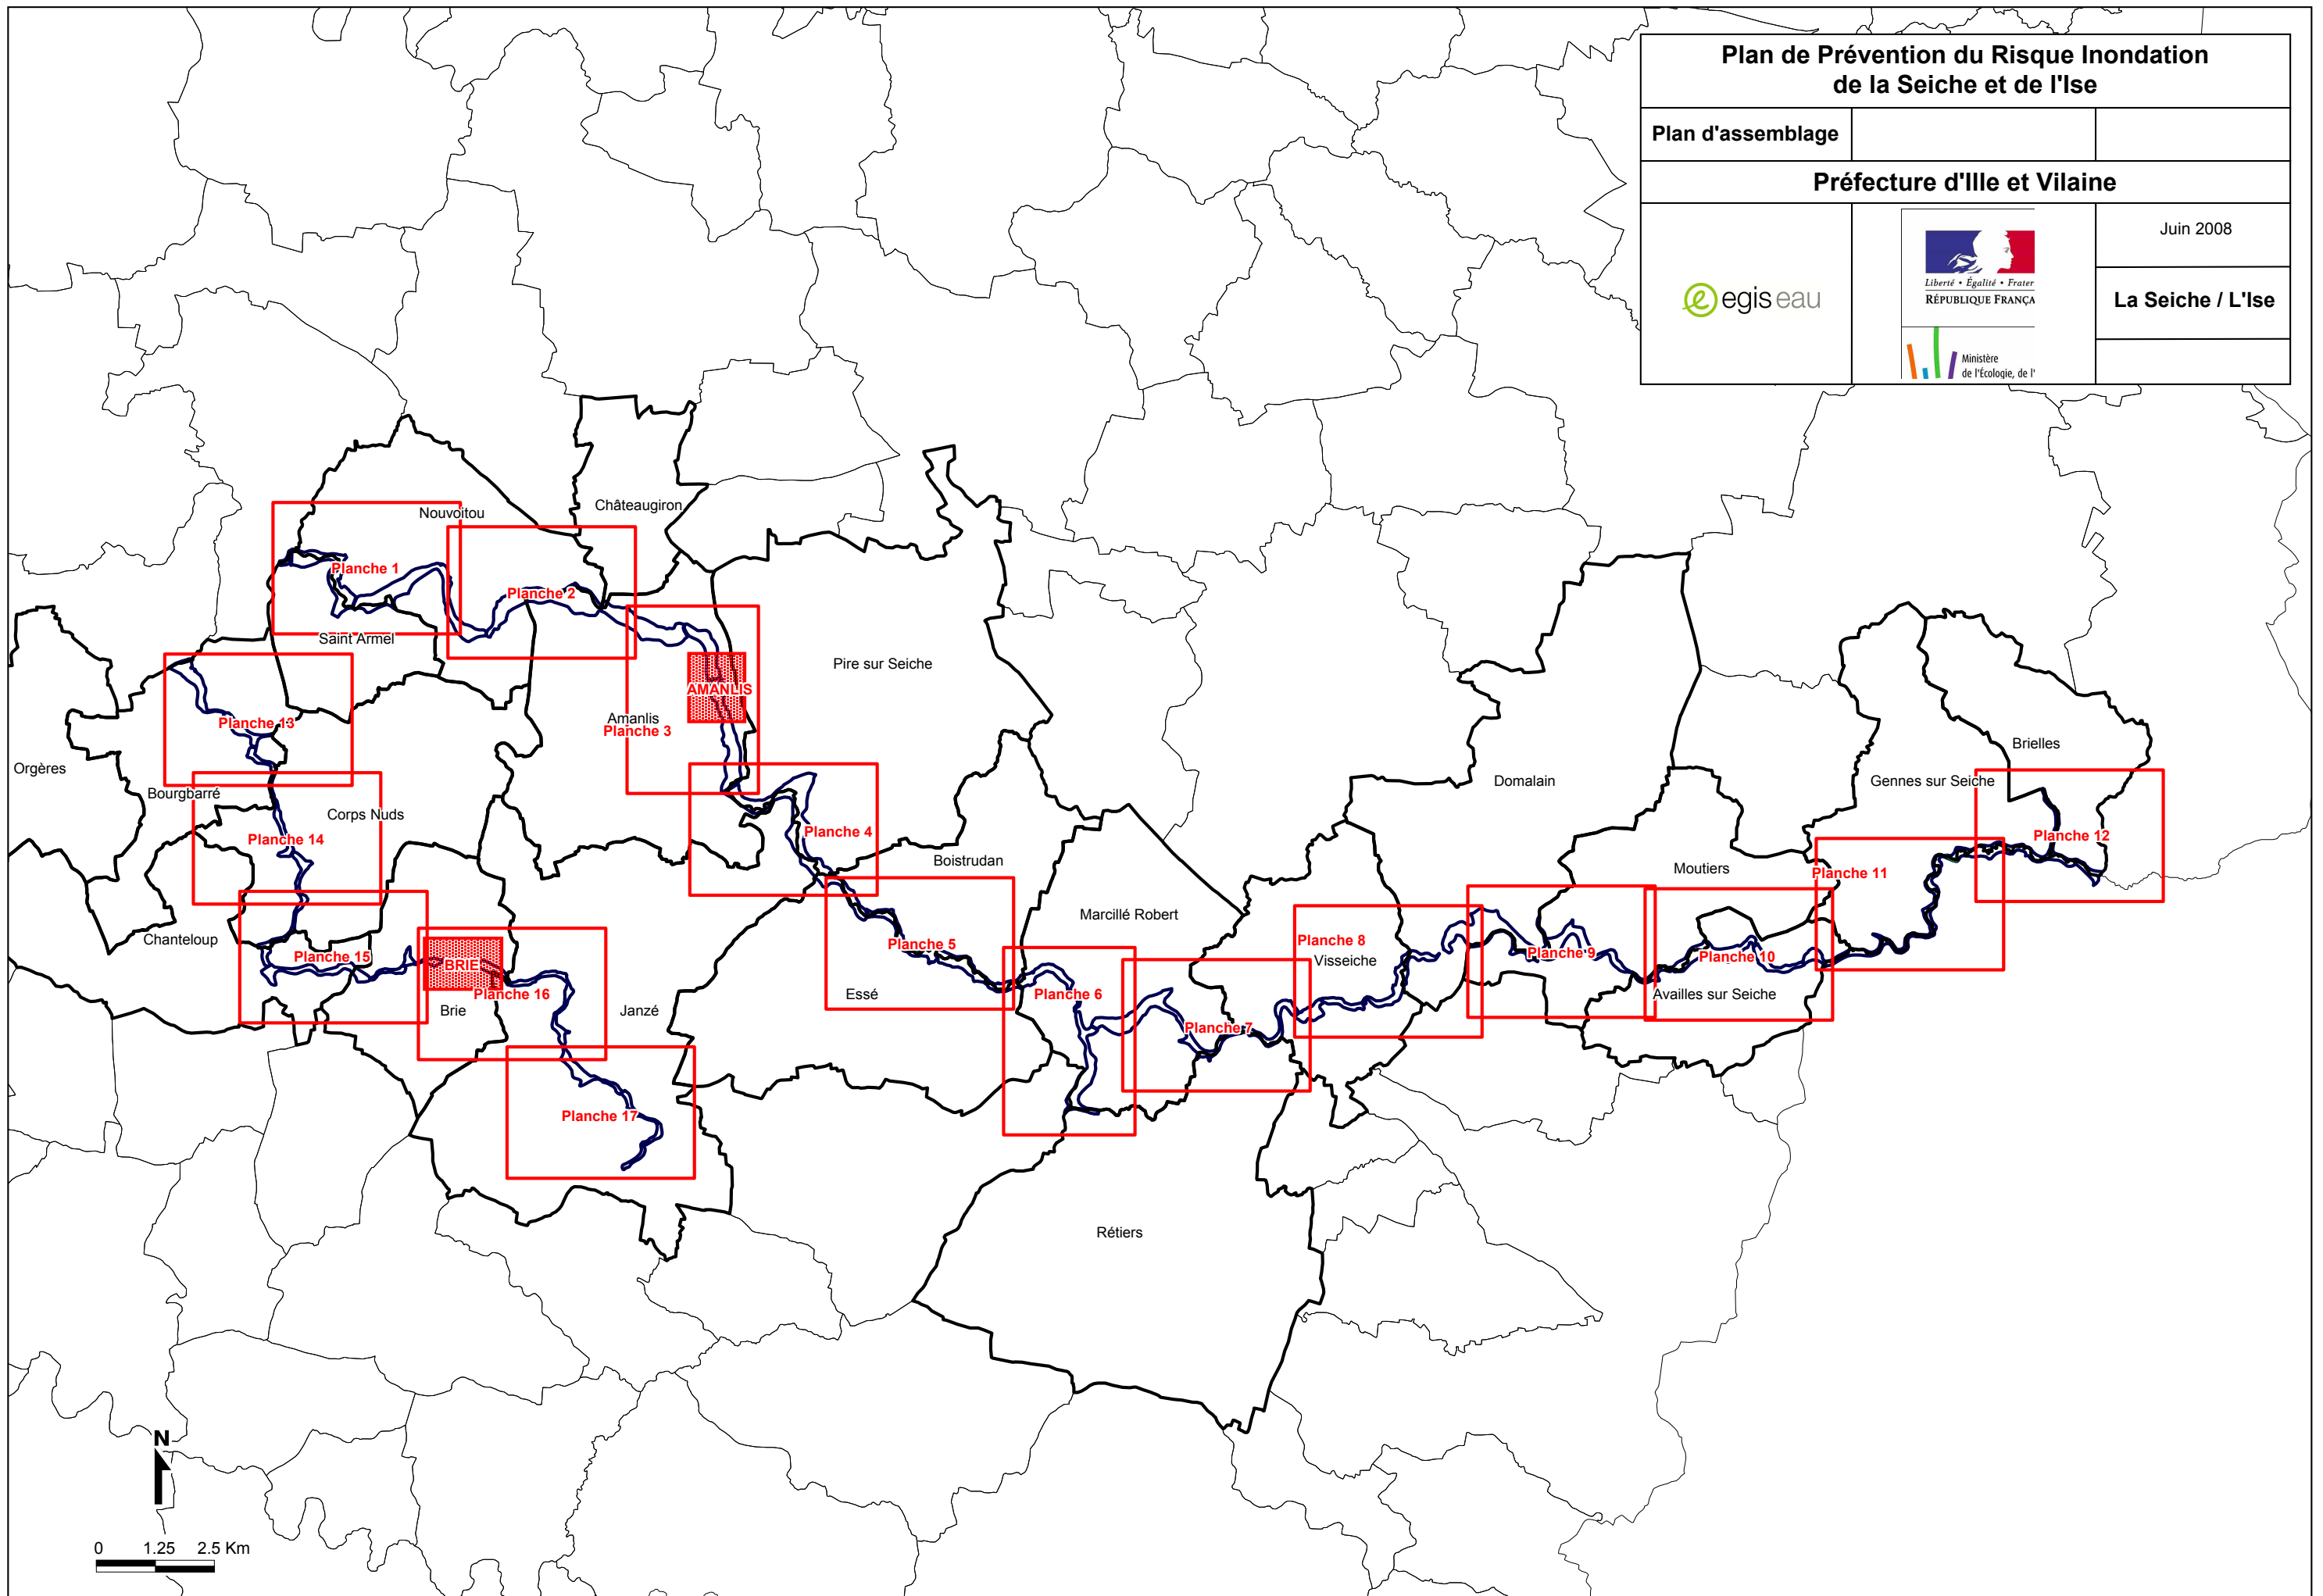 Plan de Prévention du Risque Inondation
de la Seiche et de l'Ise
Plan d'assemblage
Préfecture d'Ille et Vilaine
egis eau
Liberté • Égalité • Frater
RÉPUBLIQUE FRANÇA
Ministère
de l'Écologie, de l'
Juin 2008
La Seiche / L'Ise
Châteaugiron
Nouvoitou
Planche 1
Planche 2
Saint Armel
Pire sur Seiche
AMANLIS
Amanlis
Planche 3
Planche 13
Orgères
Bourgbarré
Corps Nuds
Planche 14
Planche 4
Boistrudan
Domalain
Brielles
Gennes sur Seiche
Planche 12
Moutiers
Planche 11
Marcillé Robert
Chanteloup
Planche 15
BRIE
Planche 16
Brie
Janzé
Planche 5
Essé
Planche 6
Planche 7
Planche 8
Visseiche
Planche 9
Planche 10
Availles sur Seiche
Planche 17
Rétiers
N
0 1.25 2.5 Km